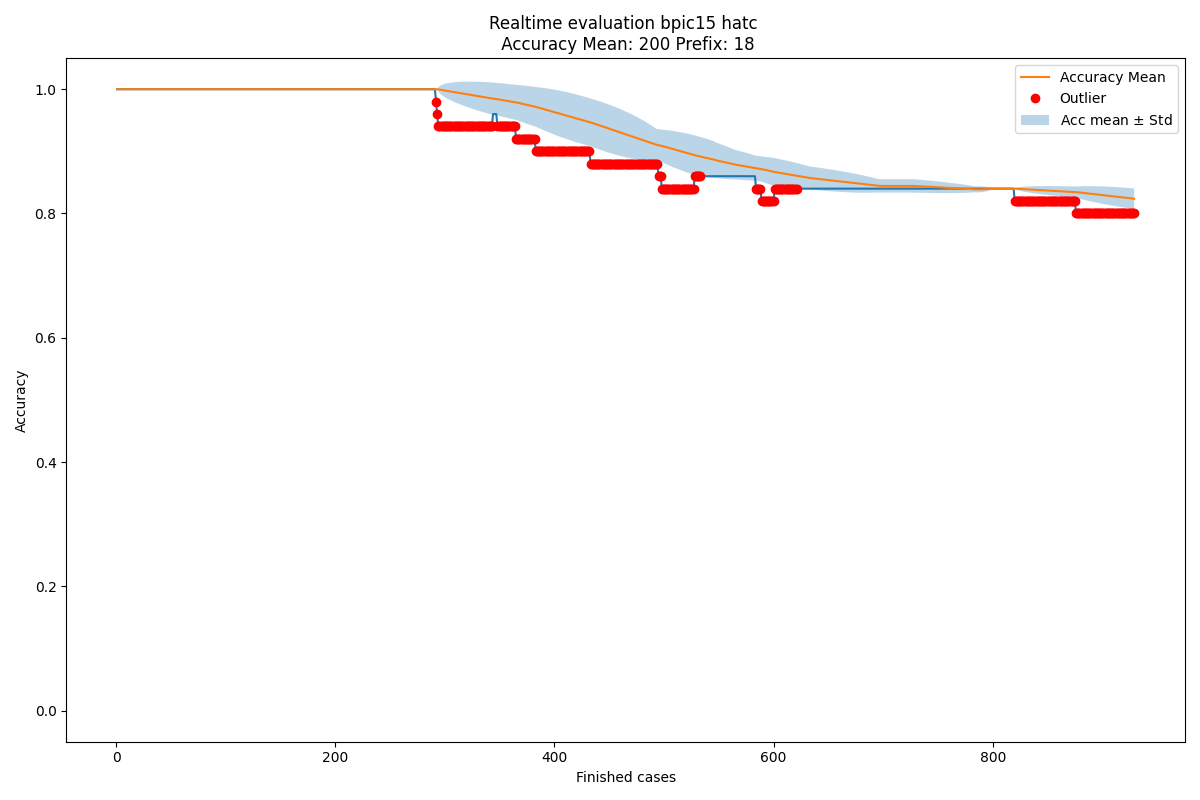 Realtime evaluation bpic15 hatc
Accuracy Mean: 200 Prefix: 18
Accuracy Mean
Outlier
Acc mean ± Std
1.0
0.8
0.6
0.4
0.2
0.0
Accuracy
0
200
400
600
800
Finished cases